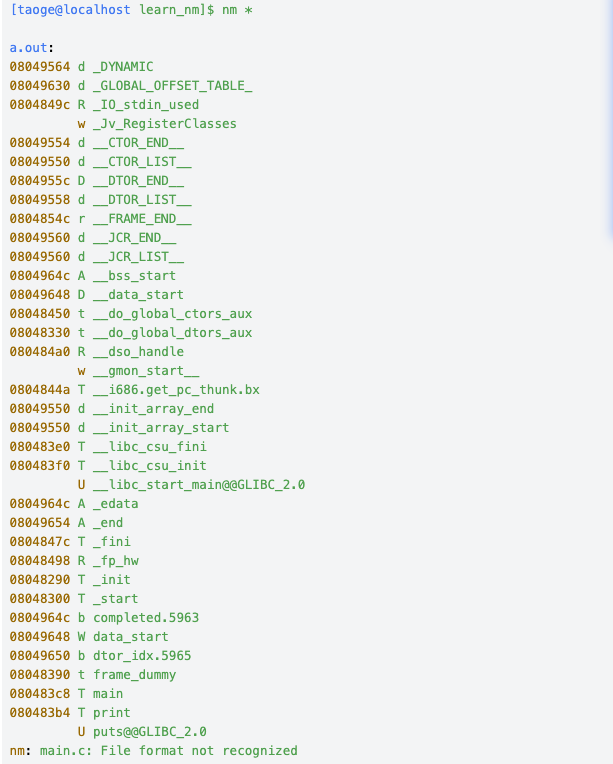 [taoge@localhost learn_nm]$ nm *
a.out:
08049564 d _DYNAMIC
08049630 d _GLOBAL_OFFSET_TABLE_
0804849c R _IO_stdin_used
         w _Jv_RegisterClasses
08049554 d __CTOR_END__
08049550 d __CTOR_LIST__
0804955c D __DTOR_END__
08049558 d __DTOR_LIST__
0804854c r __FRAME_END__
08049560 d __JCR_END__
08049560 d __JCR_LIST__
0804964c A __bss_start
08049648 D __data_start
08048450 t __do_global_ctors_aux
08048330 t __do_global_dtors_aux
080484a0 R __dso_handle
         w __gmon_start__
0804844a T __i686.get_pc_thunk.bx
08049550 d __init_array_end
08049550 d __init_array_start
080483e0 T __libc_csu_fini
080483f0 T __libc_csu_init
         U __libc_start_main@@GLIBC_2.0
0804964c A _edata
08049654 A _end
0804847c T _fini
08048498 R _fp_hw
08048290 T _init
08048300 T _start
0804964c b completed.5963
08049648 W data_start
08049650 b dtor_idx.5965
08048390 t frame_dummy
080483c8 T main
080483b4 T print
         U puts@@GLIBC_2.0
nm: main.c: File format not recognized